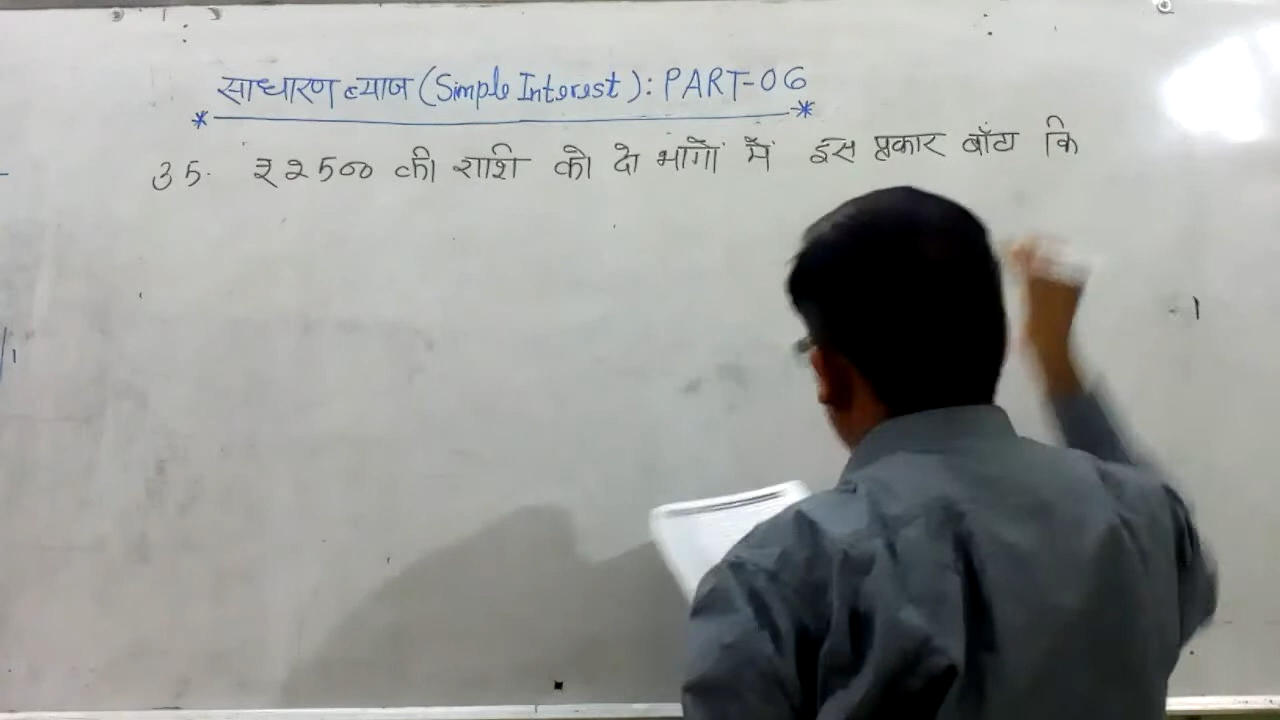 साधारण ब्याज (Simple Interest): PART-06
35. ₹2500 की राशि को दो भागों में इस प्रकार बाँटा कि